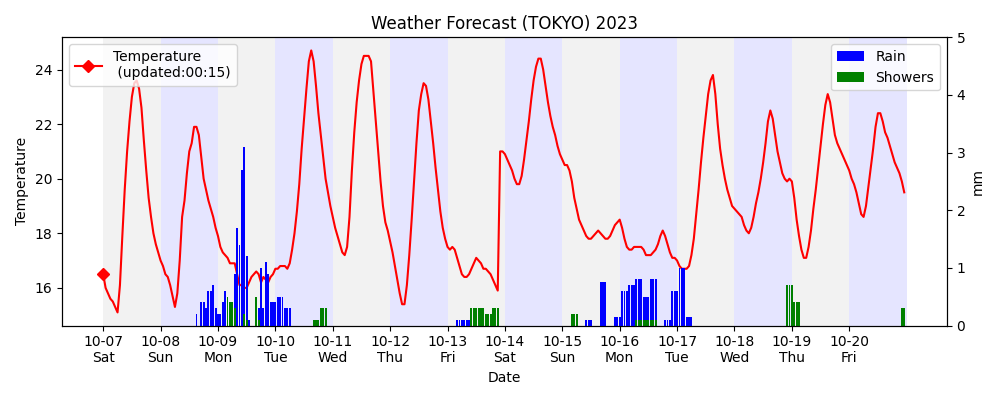 Weather Forecast (TOKYO) 2023
Temperature
(updated:00:15)
Rain
Showers
Temperature
24
22
20
18
16
mm
5
4
3
2
1
0
10-07 10-08 10-09 10-10 10-11 10-12 10-13 10-14 10-15 10-16 10-17 10-18 10-19 10-20
Sat Sun Mon Tue Wed Thu Fri Sat Sun Mon Tue Wed Thu Fri
Date